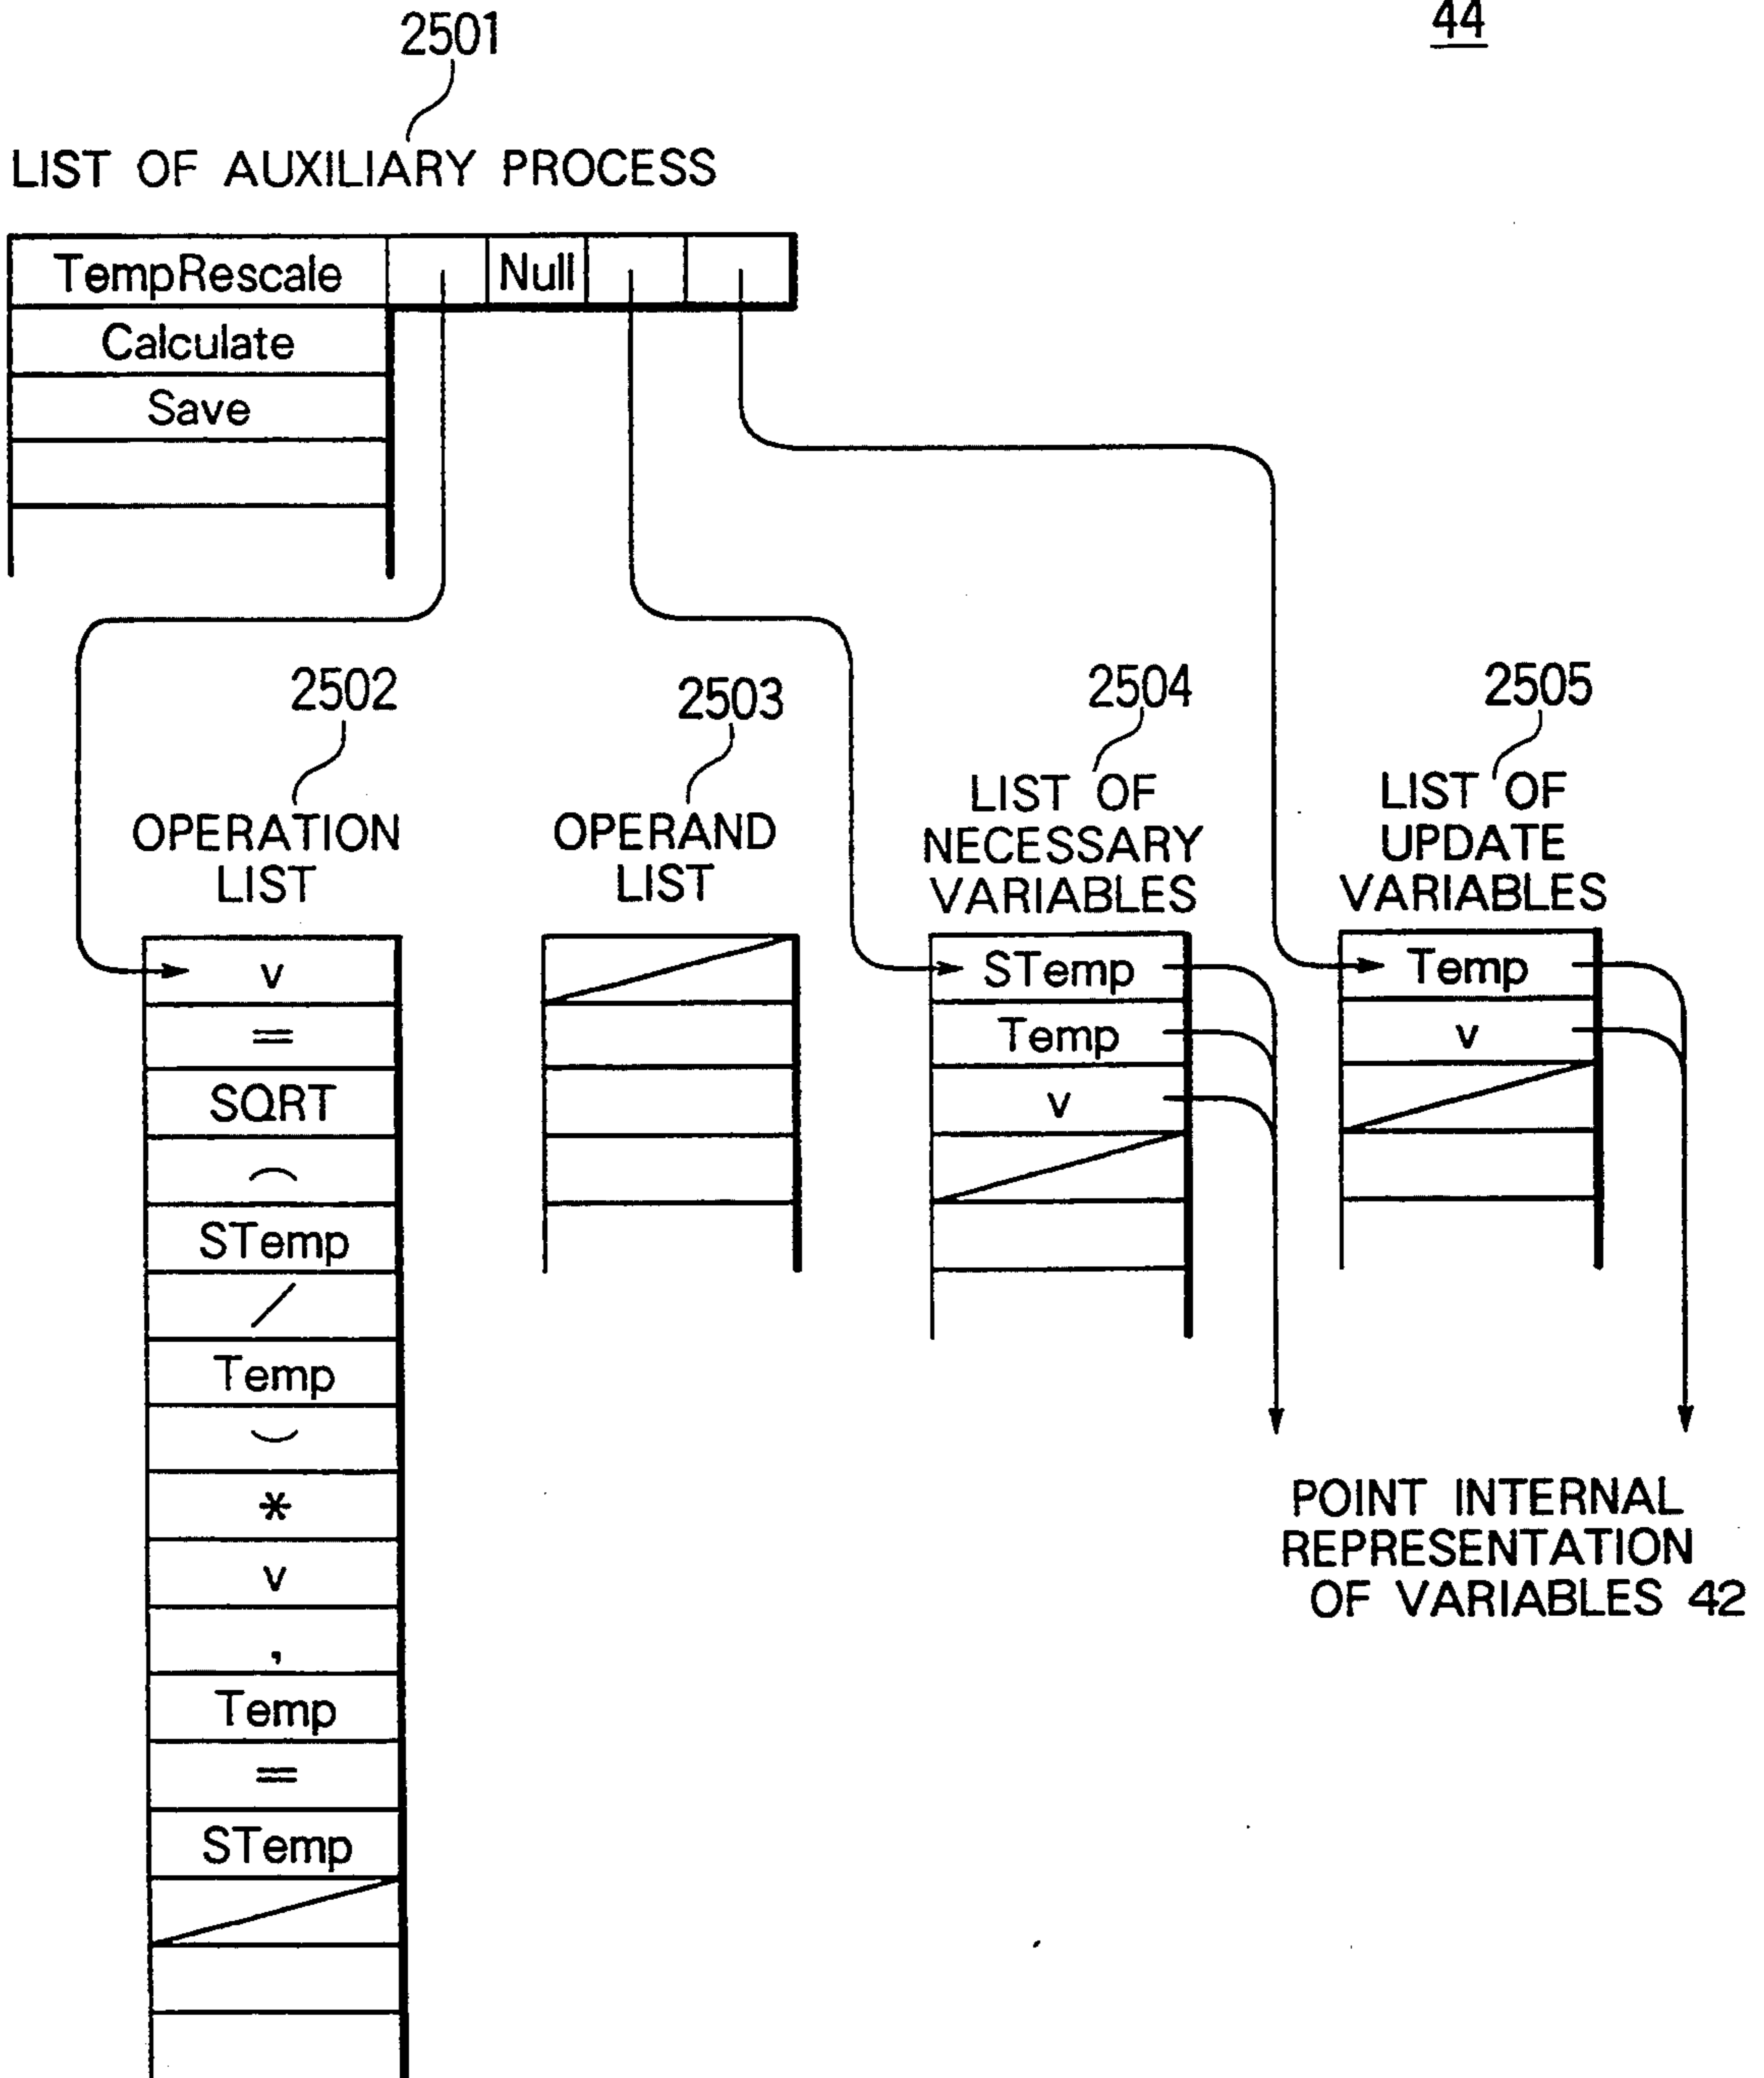 44
2501
LIST OF AUXILIARY PROCESS
TempRescale Null
Calculate
Save
2502
OPERATION
LIST
v
=
SQRT
(
STemp
/
Temp
)
*
v
,
Temp
=
STemp
2503
OPERAND
LIST
2504
LIST OF
NECESSARY
VARIABLES
STemp
Temp
v
2505
LIST OF
UPDATE
VARIABLES
Temp
v
POINT INTERNAL
REPRESENTATION
OF VARIABLES 42